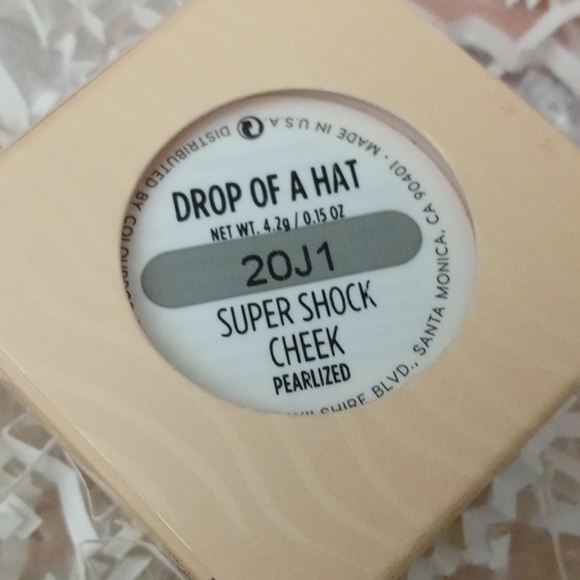 DROP OF A HAT
NET WT. 4.2g / 0.15 OZ
20J1
SUPER SHOCK
CHEEK
PEARLIZED
DISTRIBUTED BY
BLVD., SANTA MONICA, CA 90401 · MADE IN U.S.A.